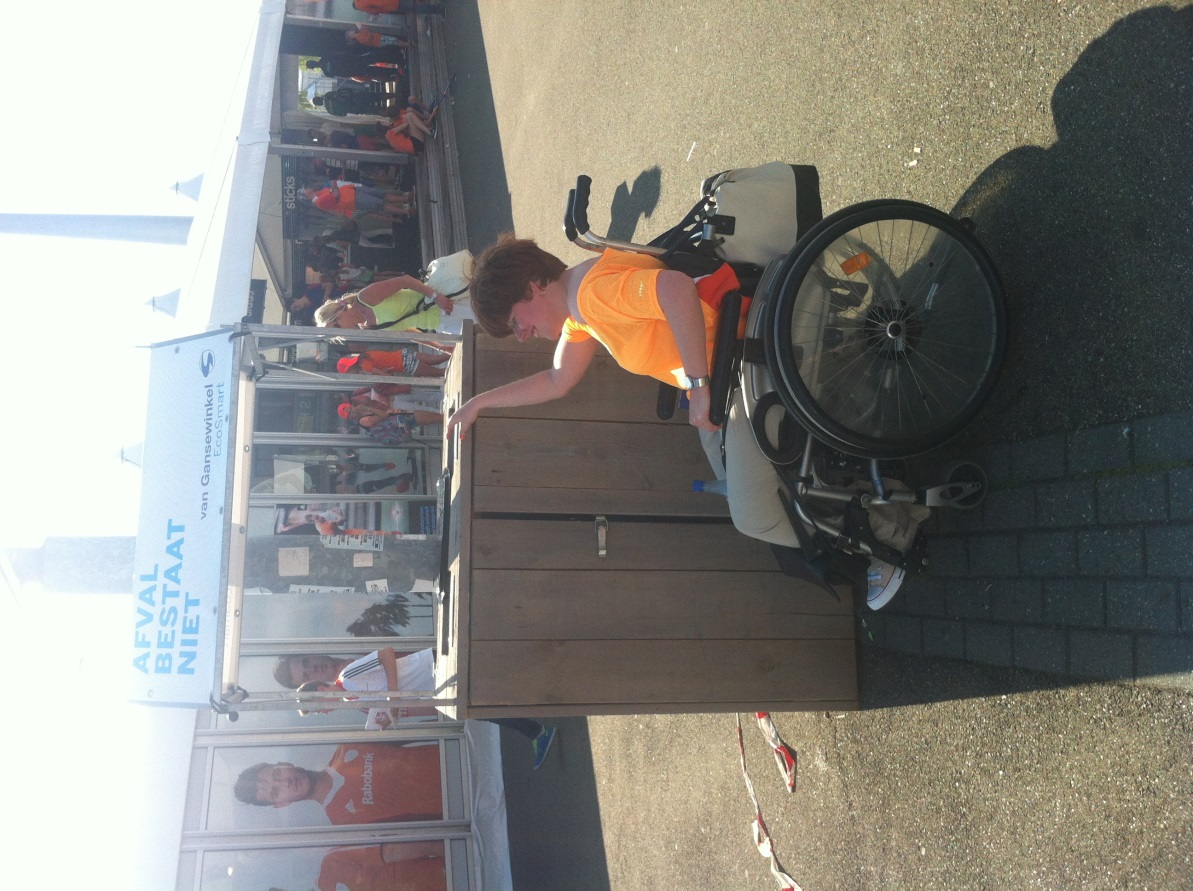 AFVAL
BESTAAT
NIET
van Gansewinkel
EcoSmart
sticks
Rabobank